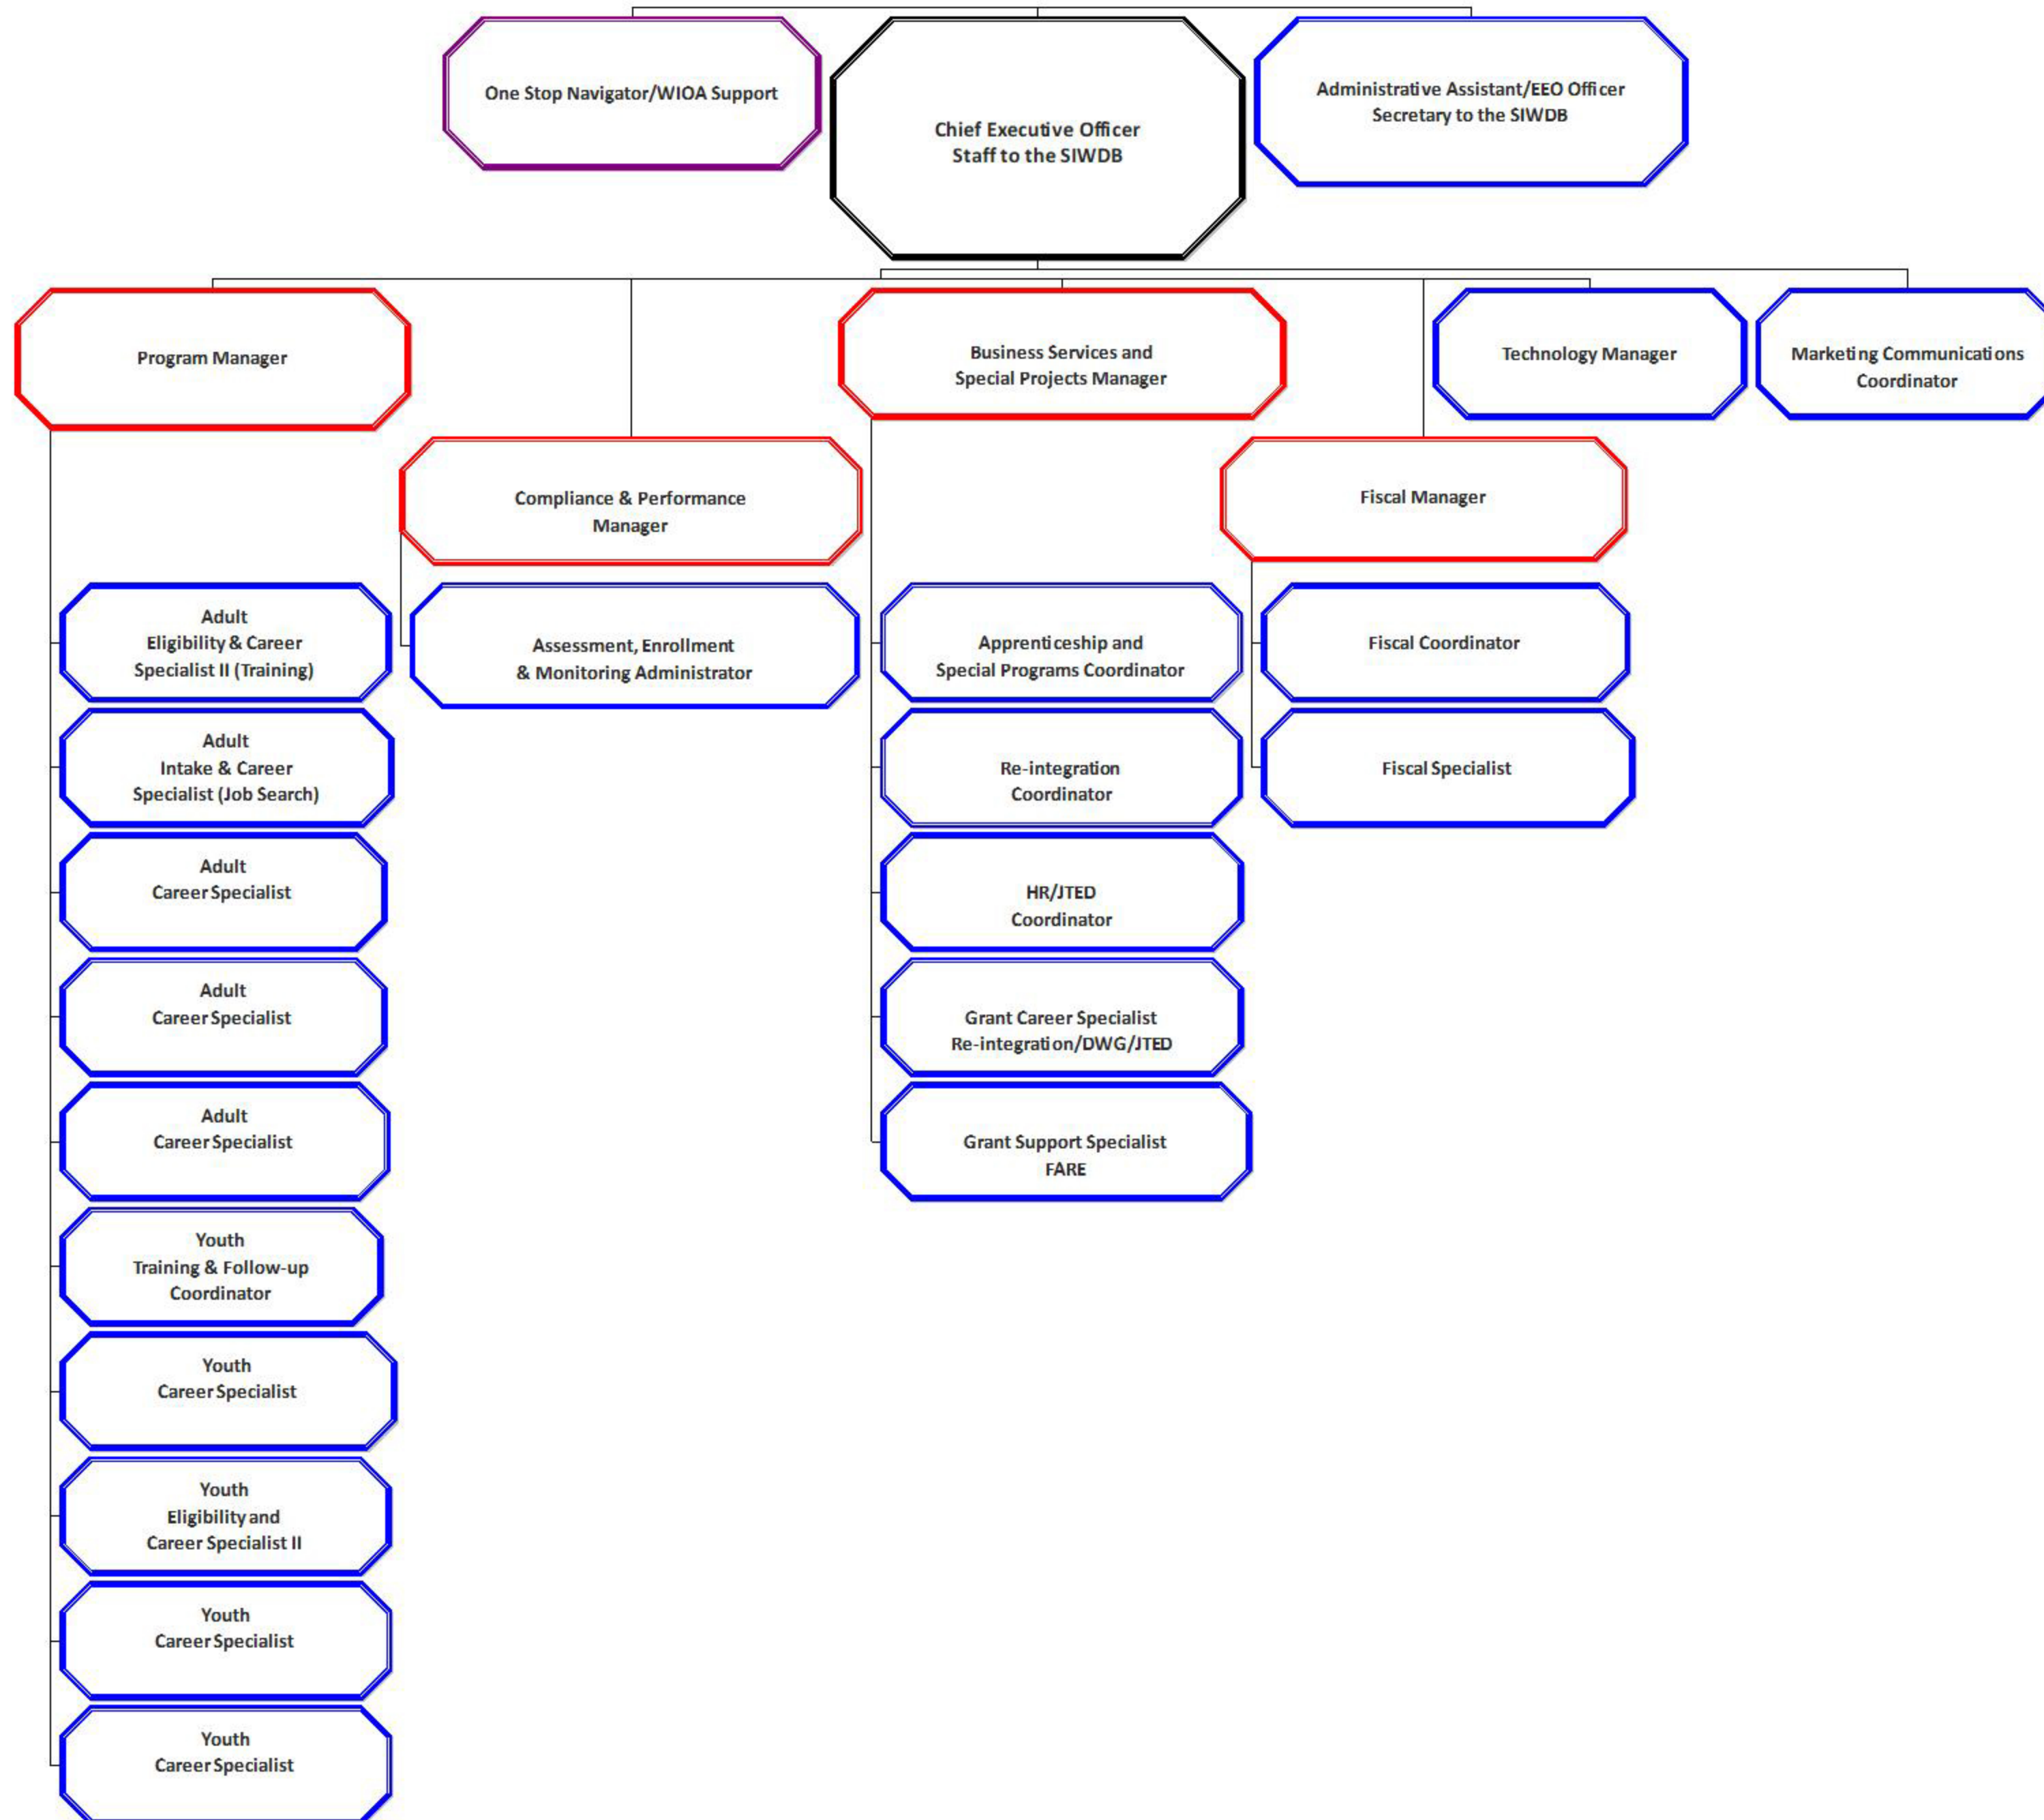 One Stop Navigator/WIOA Support
Chief Executive Officer
Staff to the SIWDB
Administrative Assistant/EEO Officer
Secretary to the SIWDB
Program Manager
Business Services and
Special Projects Manager
Technology Manager
Marketing Communications
Coordinator
Compliance & Performance
Manager
Fiscal Manager
Adult
Eligibility & Career
Specialist II (Training)
Adult
Intake & Career
Specialist (Job Search)
Adult
Career Specialist
Adult
Career Specialist
Adult
Career Specialist
Youth
Training & Follow-up
Coordinator
Youth
Career Specialist
Youth
Eligibility and
Career Specialist II
Youth
Career Specialist
Youth
Career Specialist
Assessment, Enrollment
& Monitoring Administrator
Apprenticeship and
Special Programs Coordinator
Re-integration
Coordinator
HR/JTED
Coordinator
Grant Career Specialist
Re-integration/DWG/JTED
Grant Support Specialist
FARE
Fiscal Coordinator
Fiscal Specialist